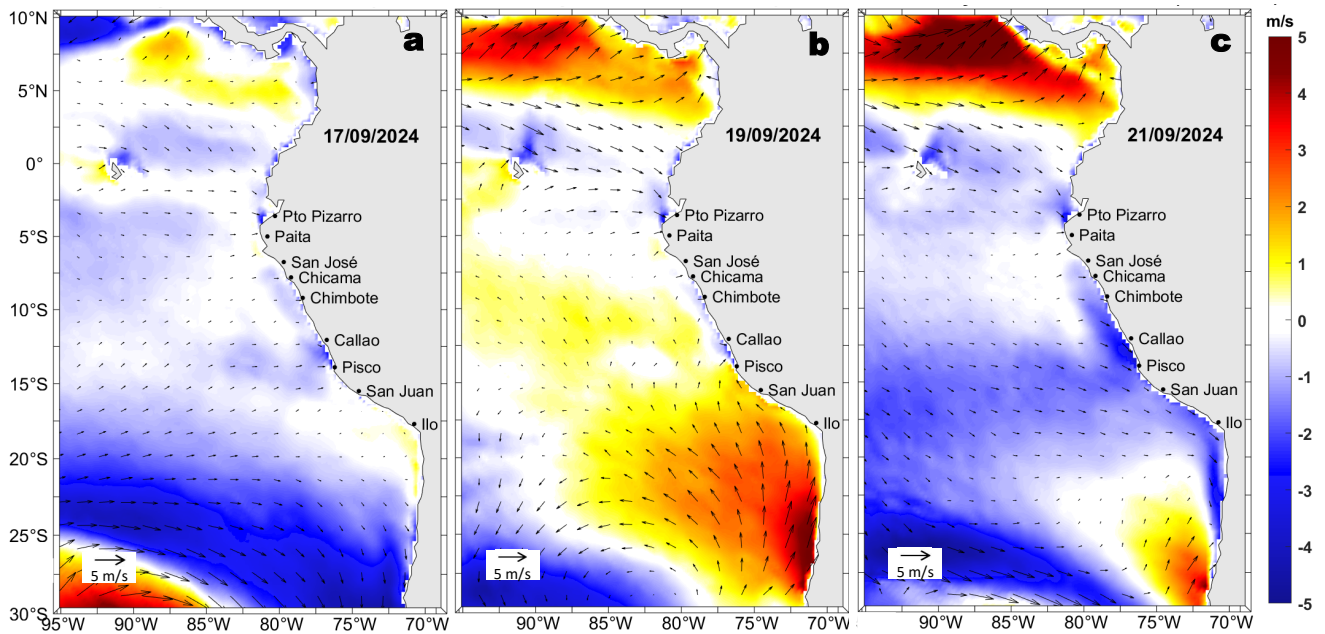 a
b
c
m/s
10°N
5°N
0°
5°S
10°S
15°S
20°S
25°S
30°S
17/09/2024
19/09/2024
21/09/2024
Pto Pizarro
Paita
San José
Chicama
Chimbote
Callao
Pisco
San Juan
Ilo
5 m/s
Pto Pizarro
Paita
San José
Chicama
Chimbote
Callao
Pisco
San Juan
Ilo
5 m/s
Pto Pizarro
Paita
San José
Chicama
Chimbote
Callao
Pisco
San Juan
Ilo
5 m/s
5
4
3
2
1
0
-1
-2
-3
-4
-5
95°W 90°W 85°W 80°W 75°W 70°W
90°W 85°W 80°W 75°W 70°W
90°W 85°W 80°W 75°W 70°W